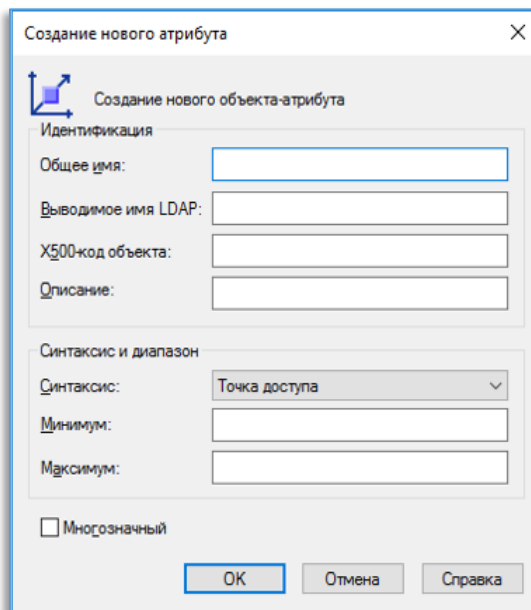 Создание нового атрибута
Создание нового объекта-атрибута
Идентификация
Общее имя:
Выводимое имя LDAP:
X500-код объекта:
Описание:
Синтаксис и диапазон
Синтаксис: Точка доступа
Минимум:
Максимум:
Многозначный
OK Отмена Справка